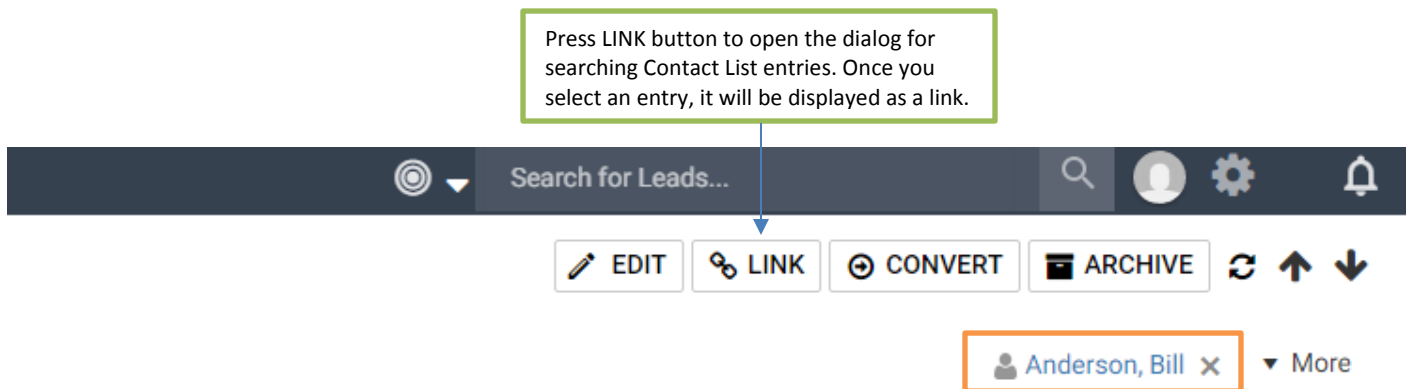 Press LINK button to open the dialog for
searching Contact List entries. Once you
select an entry, it will be displayed as a link.
Search for Leads...
EDIT LINK CONVERT ARCHIVE
Anderson, Bill More